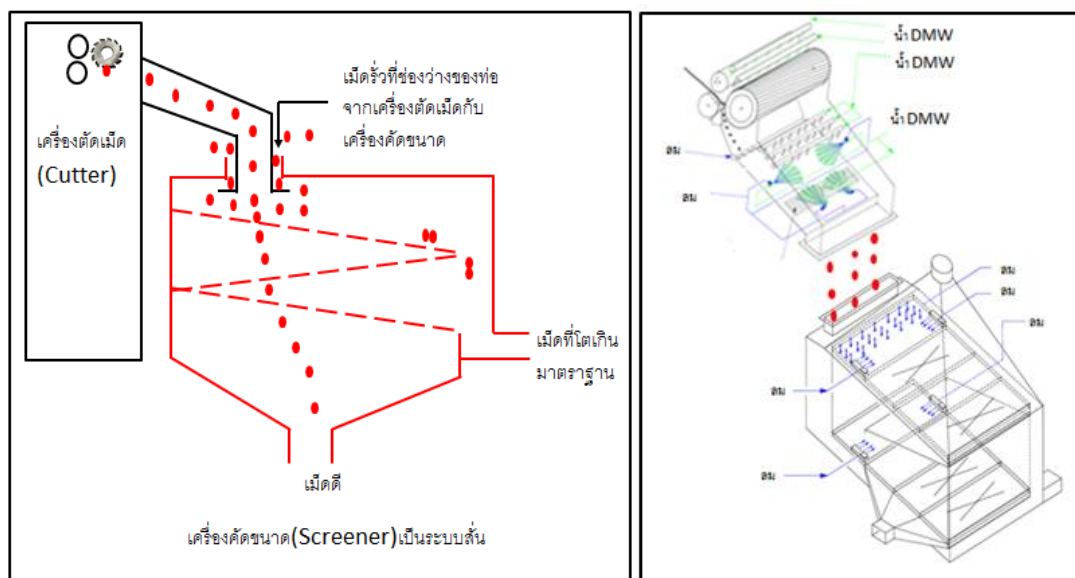 เครื่องตัดเม็ด
(Cutter)
เม็ดรั่วที่ช่องว่างของท่อ
จากเครื่องตัดเม็ดกับ
เครื่องคัดขนาด
เม็ดที่โตเกิน
มาตราฐาน
เม็ดดี
เครื่องคัดขนาด(Screener)เป็นระบบสั่น
น้ำ DMW
น้ำ DMW
น้ำ DMW
ลม
ลม
ลม
ลม
ลม
ลม
ลม